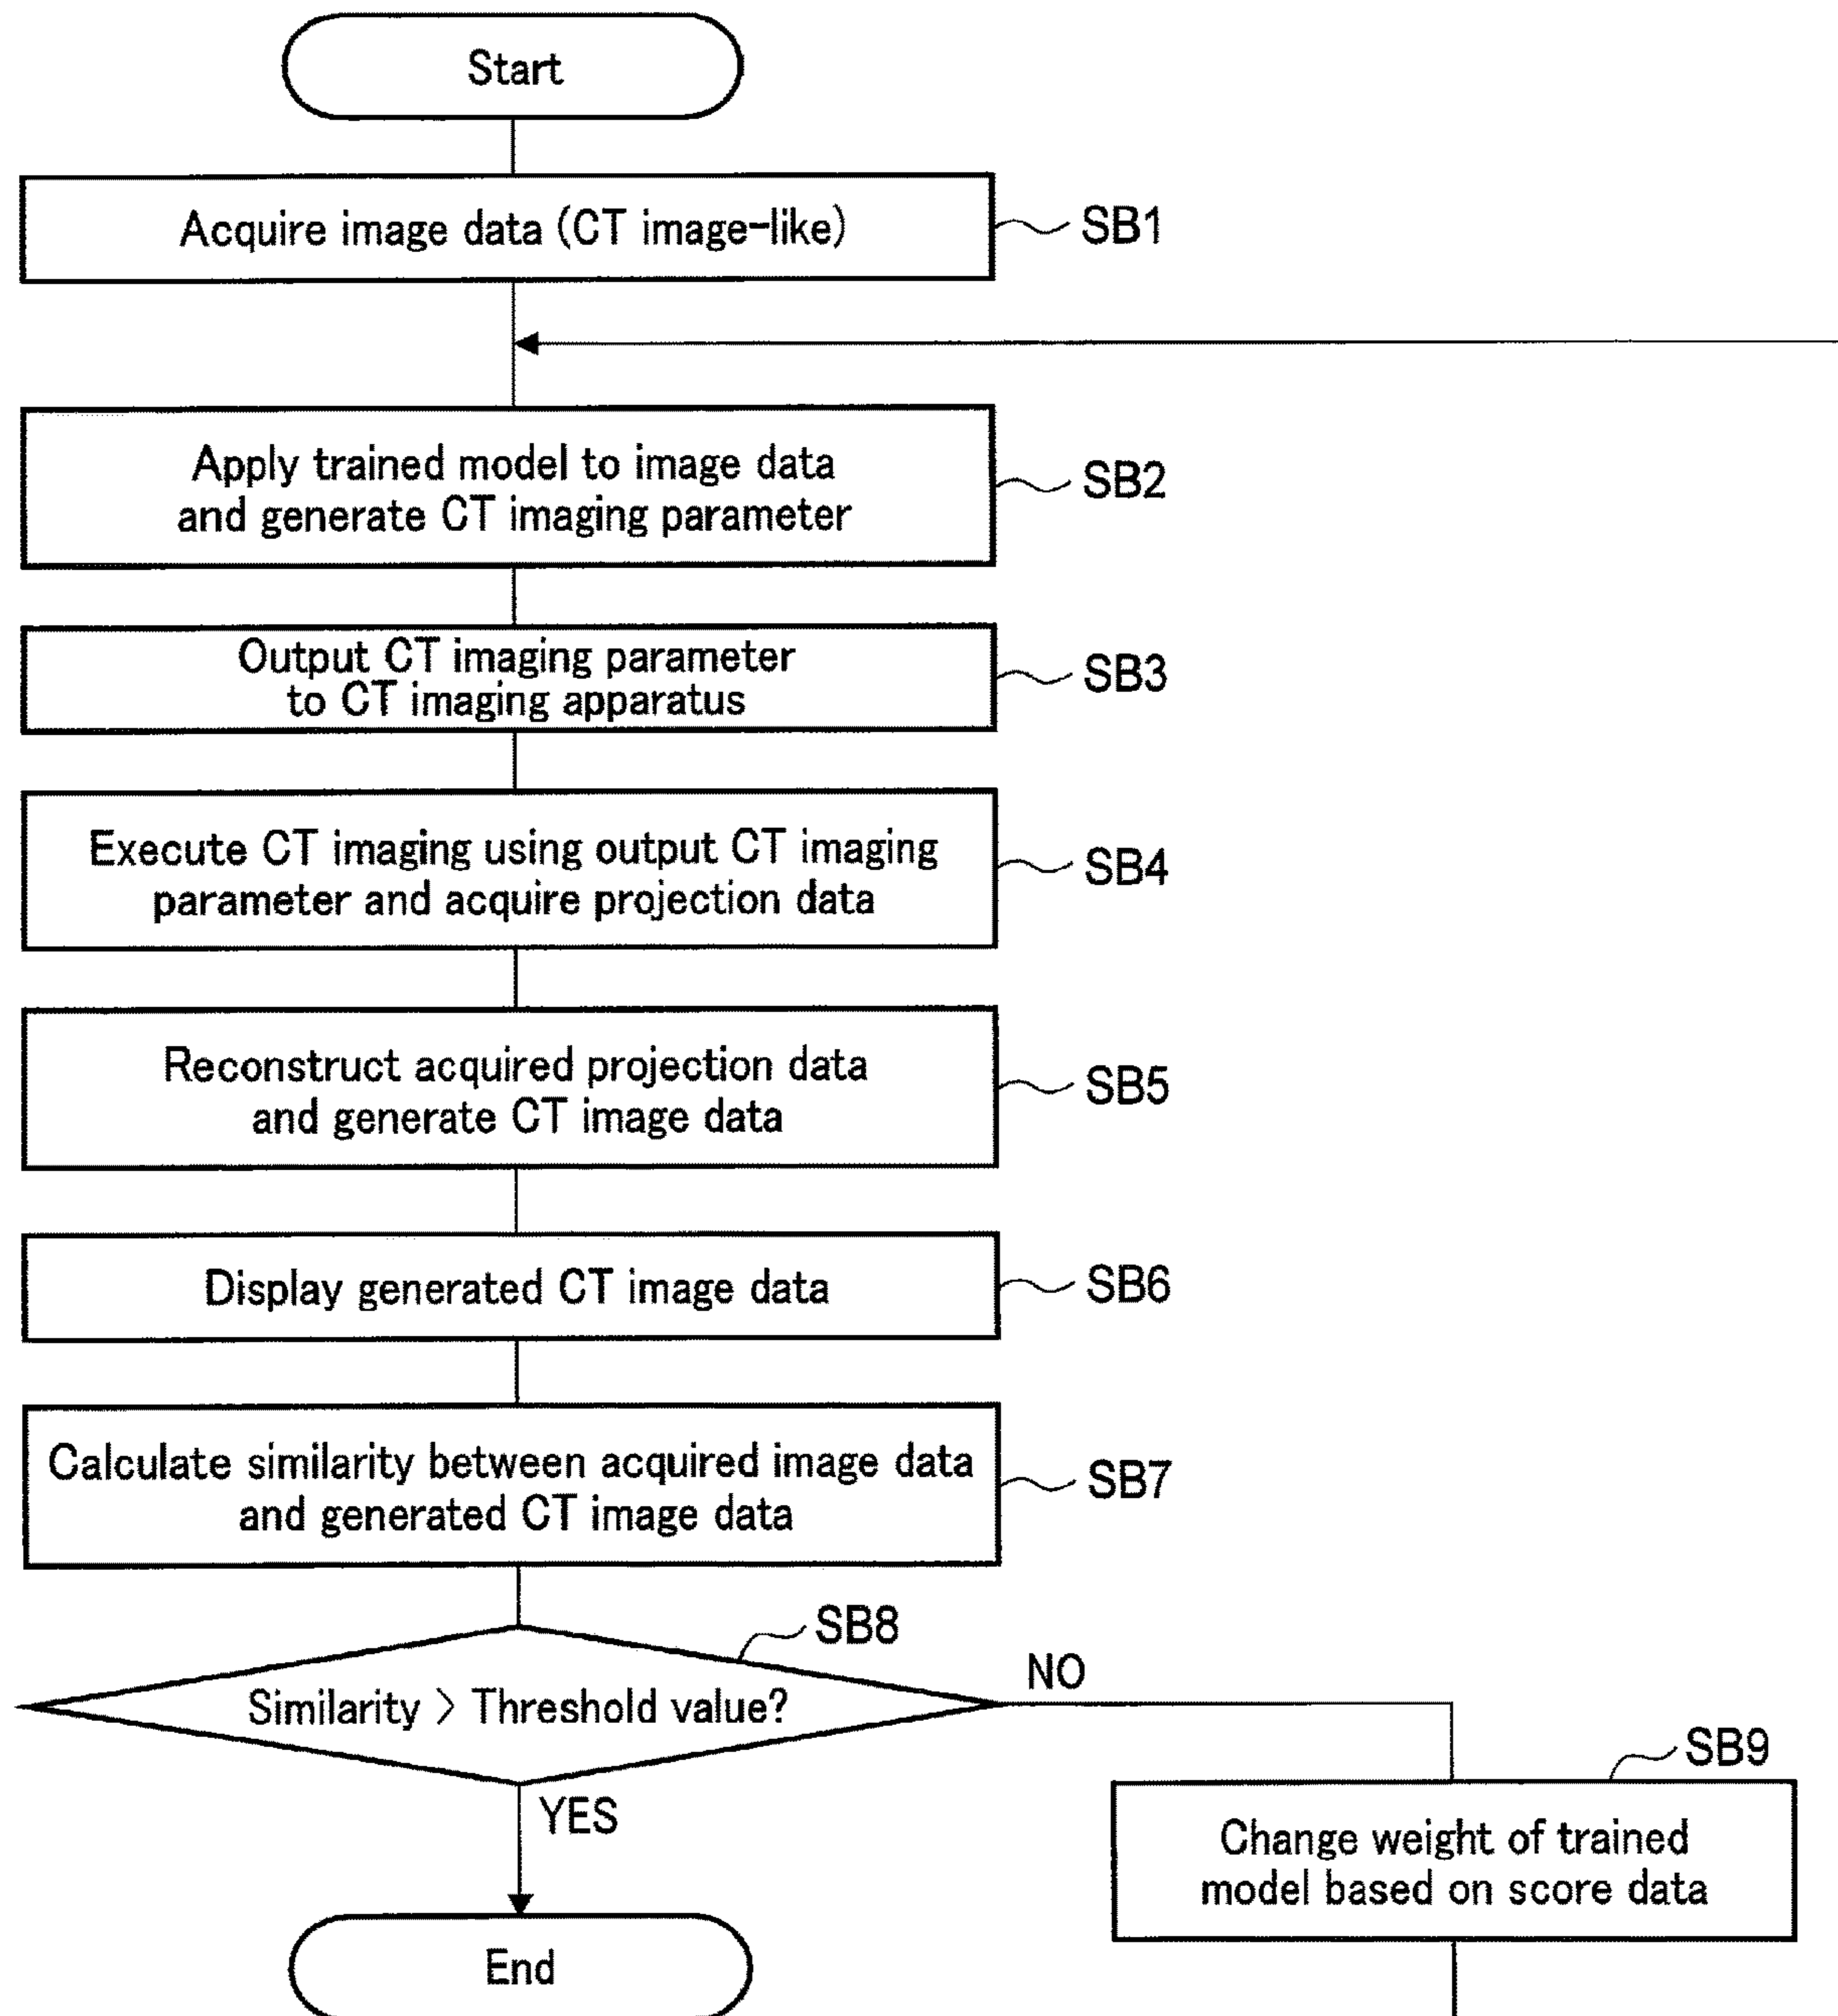 Start
Acquire image data (CT image-like)
SB1
Apply trained model to image data
and generate CT imaging parameter
SB2
Output CT imaging parameter
to CT imaging apparatus
SB3
Execute CT imaging using output CT imaging
parameter and acquire projection data
SB4
Reconstruct acquired projection data
and generate CT image data
SB5
Display generated CT image data
SB6
Calculate similarity between acquired image data
and generated CT image data
SB7
SB8
Similarity > Threshold value?
NO
YES
SB9
Change weight of trained
model based on score data
End